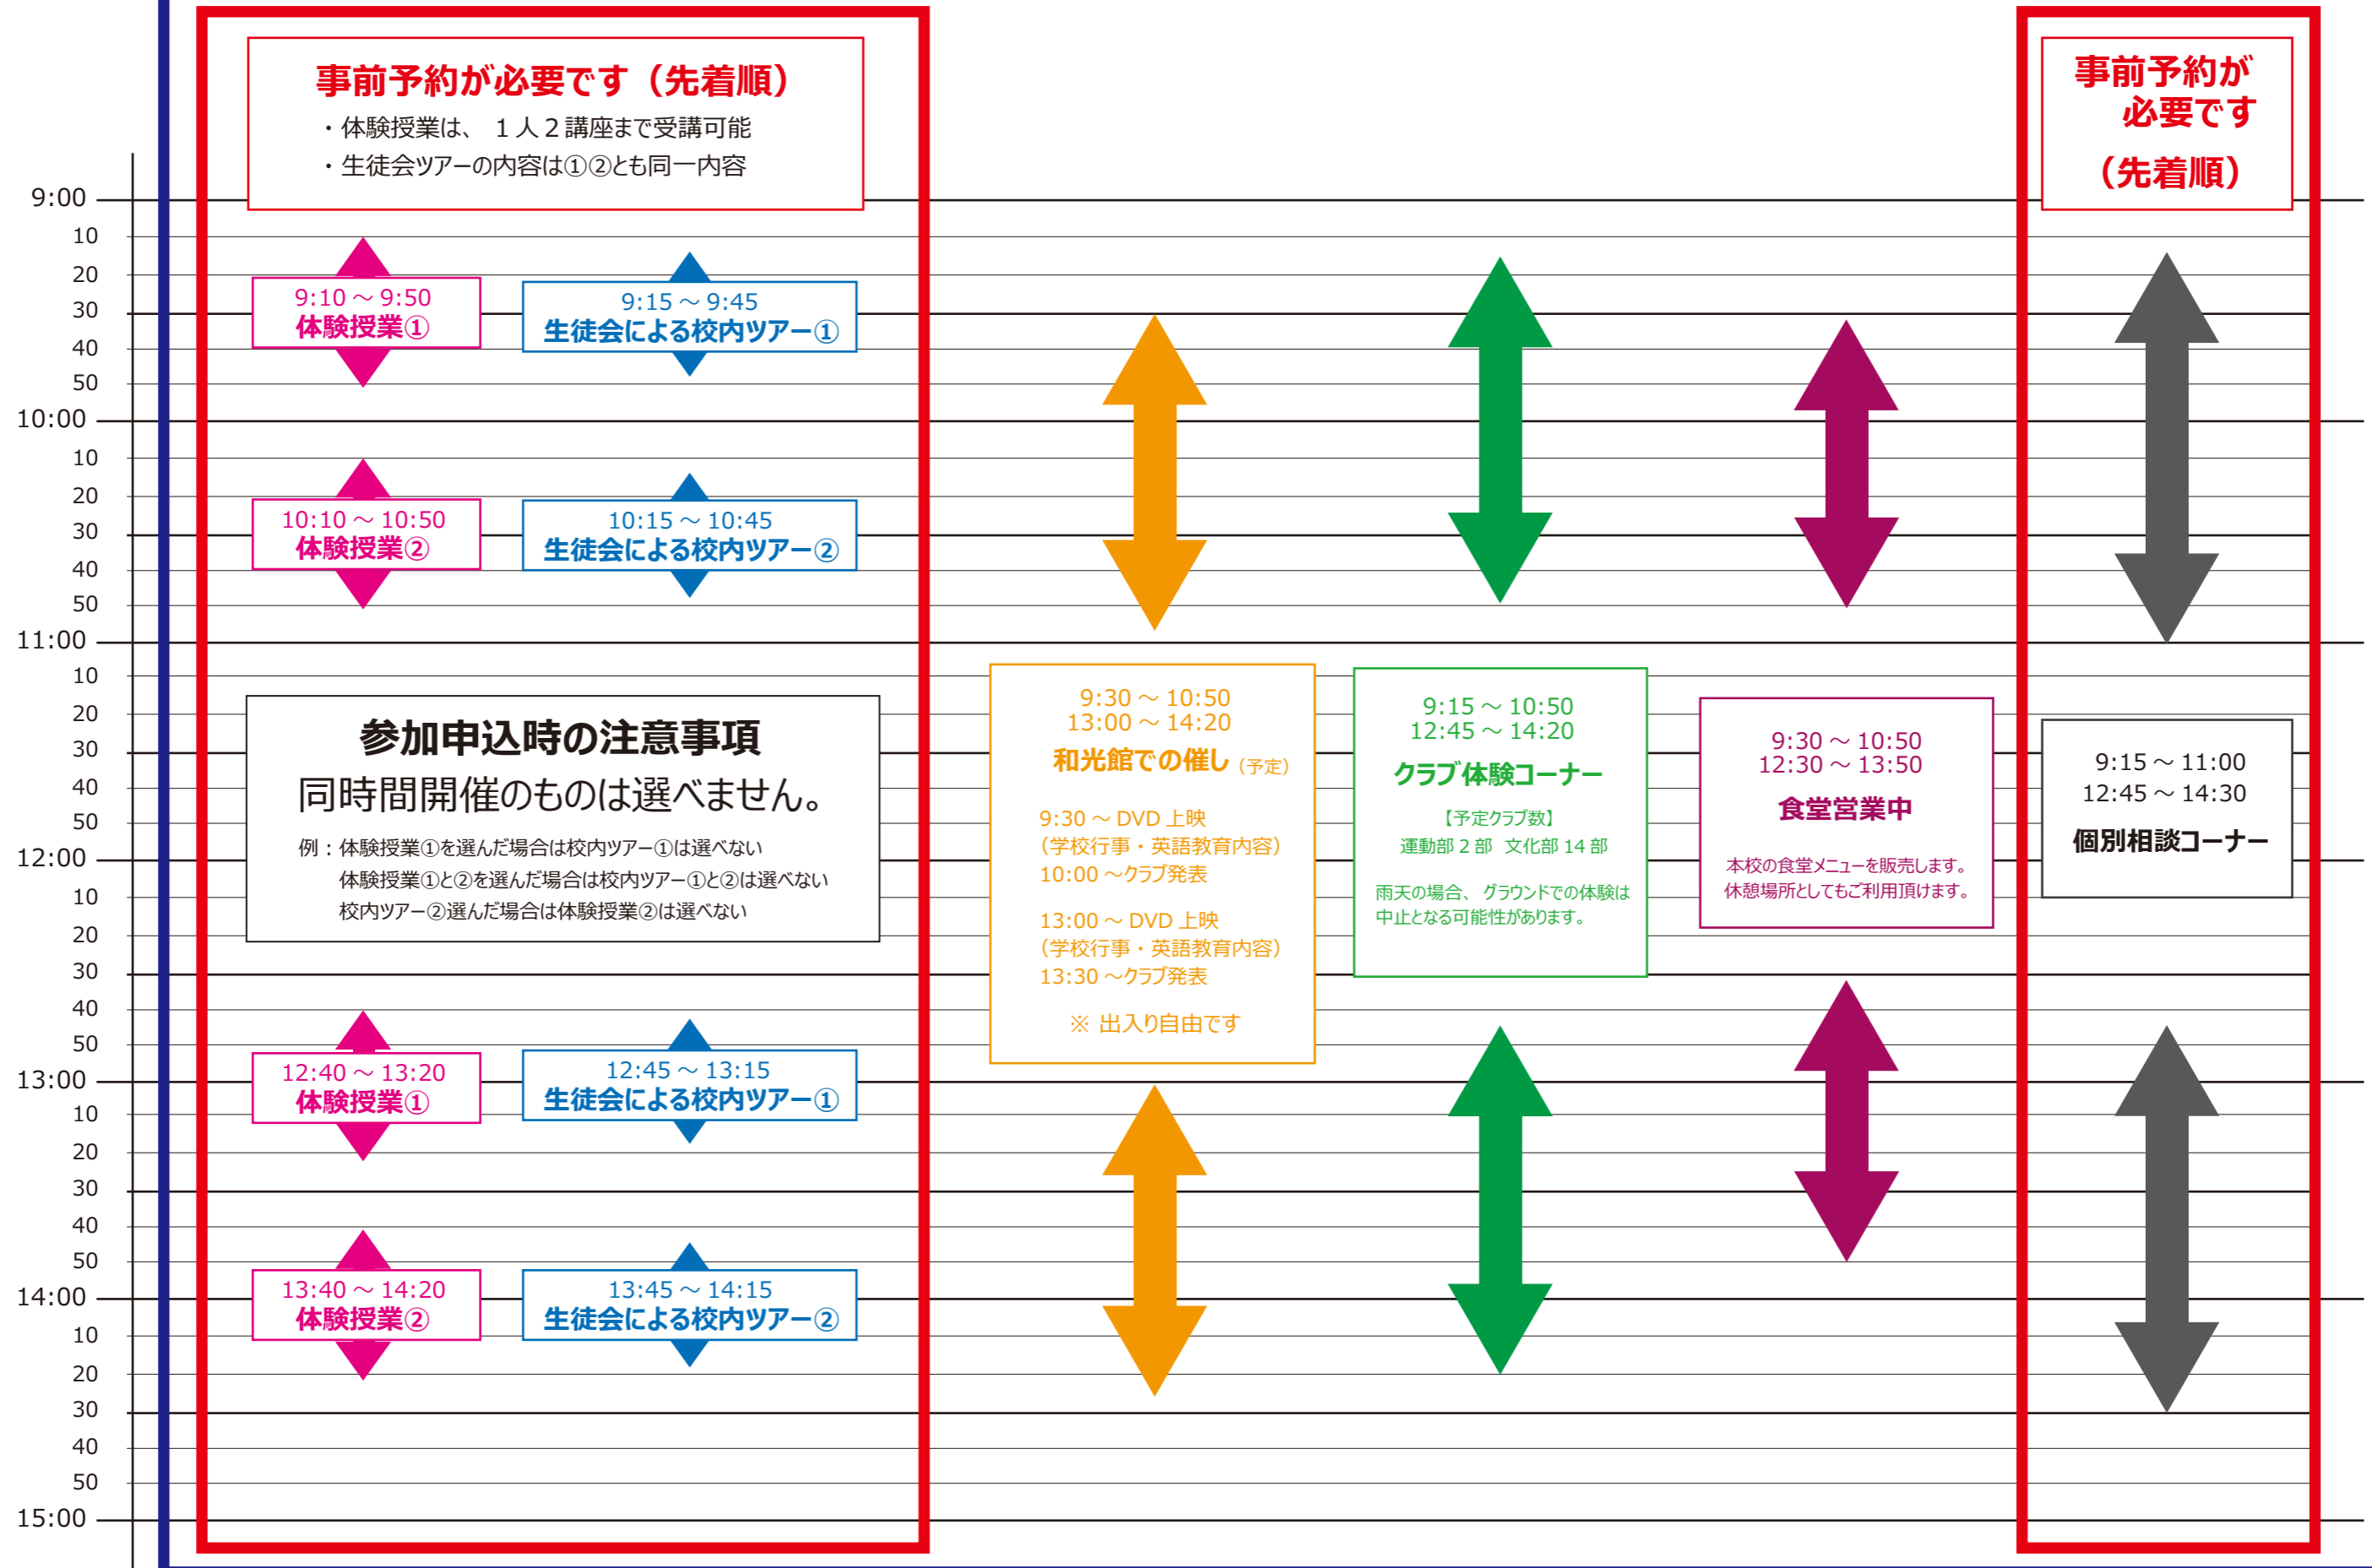 事前予約が必要です（先着順）
・体験授業は、１人２講座まで受講可能
・生徒会ツアーの内容は①②とも同一内容
事前予約が
必要です
（先着順）
9:00
10
20
30
40
50
10:00
10
20
30
40
50
11:00
10
20
30
40
50
12:00
10
20
30
40
50
13:00
10
20
30
40
50
14:00
10
20
30
40
50
15:00
9:10 ～ 9:50
体験授業①
9:15 ～ 9:45
生徒会による校内ツアー①
10:10 ～ 10:50
体験授業②
10:15 ～ 10:45
生徒会による校内ツアー②
参加申込時の注意事項
同時間開催のものは選べません。
例：体験授業①を選んだ場合は校内ツアー①は選べない
体験授業①と②を選んだ場合は校内ツアー①と②は選べない
校内ツアー②選んだ場合は体験授業②は選べない
12:40 ～ 13:20
体験授業①
12:45 ～ 13:15
生徒会による校内ツアー①
13:40 ～ 14:20
体験授業②
13:45 ～ 14:15
生徒会による校内ツアー②
9:30 ～ 10:50
13:00 ～ 14:20
和光館での催し（予定）
9:30 ～ DVD 上映
（学校行事・英語教育内容）
10:00 ～クラブ発表
13:00 ～ DVD 上映
（学校行事・英語教育内容）
13:30 ～クラブ発表
※ 出入り自由です
9:15 ～ 10:50
12:45 ～ 14:20
クラブ体験コーナー
【予定クラブ数】
運動部 2 部 文化部 14 部
雨天の場合、グラウンドでの体験は
中止となる可能性があります。
9:30 ～ 10:50
12:30 ～ 13:50
食堂営業中
本校の食堂メニューを販売します。
休憩場所としてもご利用頂けます。
9:15 ～ 11:00
12:45 ～ 14:30
個別相談コーナー